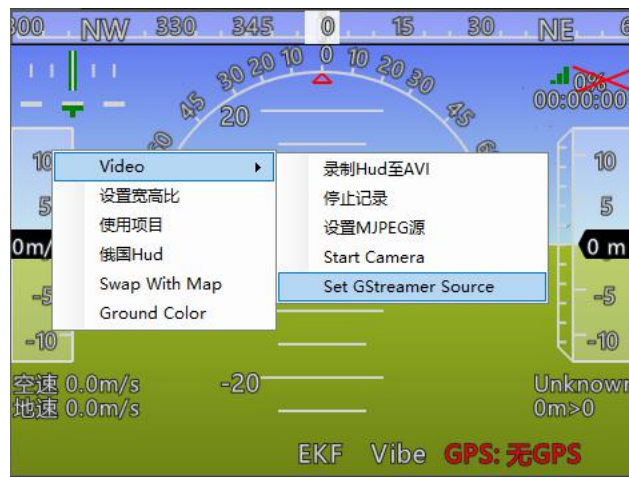 300 NW 330 345 0 15 30 NE 6
30 20 10 0 10 20 30
0%
00:00:00
45 20 45
60 60
10 Video 录制Hud至AVI 10
设置宽高比 停止记录
5 使用项目 设置MJPEG源 5
0m/ 俄国Hud Start Camera 0 m
Swap With Map Set GStreamer Source
-5 Ground Color -5
-10 -10
空速 0.0m/s -20 Unknown
地速 0.0m/s 0m>0
EKF Vibe GPS: 无GPS